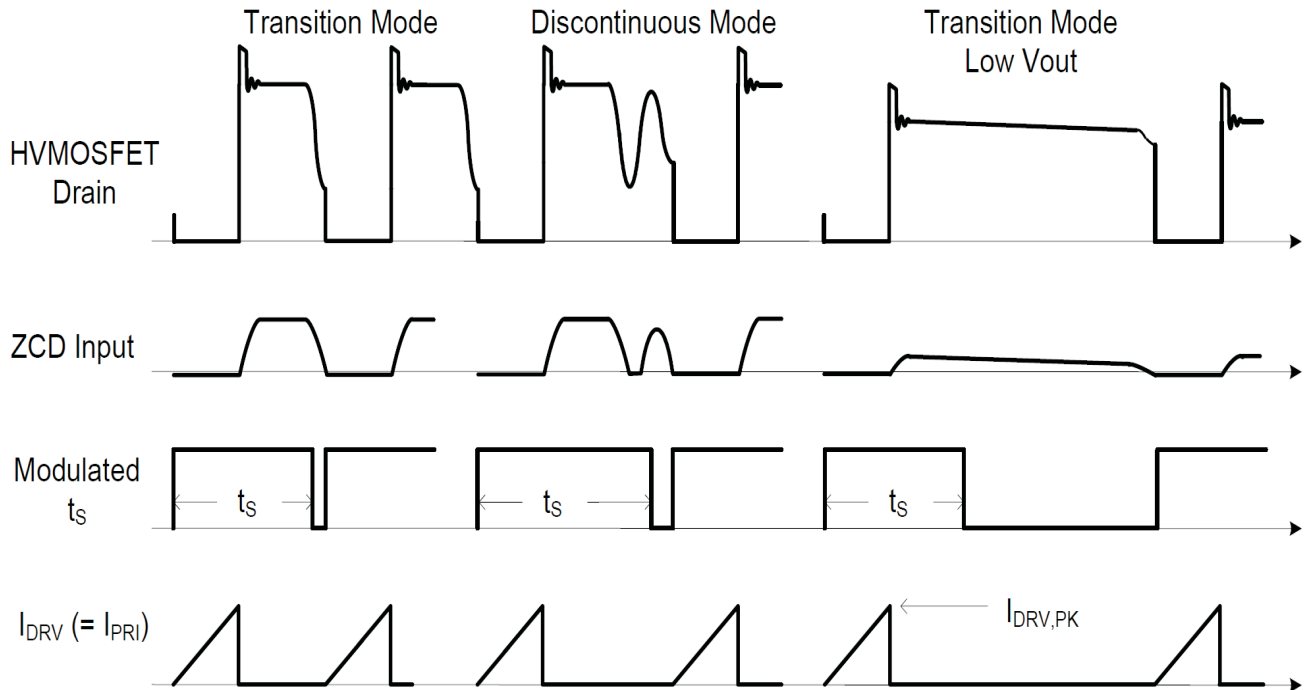 Transition Mode
Discontinuous Mode
Transition Mode
Low Vout
HVMOSFET
Drain
ZCD Input
Modulated
tS
tS
tS
tS
IDRV (= IPRI)
IDRV,PK